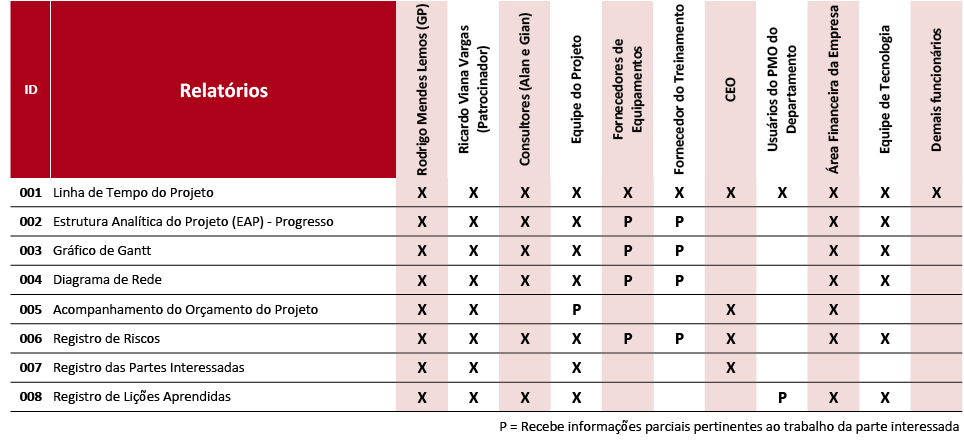 ID
Relatórios
Rodrigo Mendes Lemos (GP)
Ricardo Viana Vargas
(Patrocinador)
Consultores (Alan e Gian)
Equipe do Projeto
Fornecedores de
Equipamentos
Fornecedor do Treinamento
CEO
Usuários do PMO do
Departamento
Área Financeira da Empresa
Equipe de Tecnologia
Demais funcionários
001 Linha de Tempo do Projeto X X X X X X X X X X X
002 Estrutura Analítica do Projeto (EAP) - Progresso X X X X P P X X
003 Gráfico de Gantt X X X X P P X X
004 Diagrama de Rede X X X X P P X X
005 Acompanhamento do Orçamento do Projeto X X P X X
006 Registro de Riscos X X X X P P X X X
007 Registro das Partes Interessadas X X X X
008 Registro de Lições Aprendidas X X X X P X X
P = Recebe informações parciais pertinentes ao trabalho da parte interessada